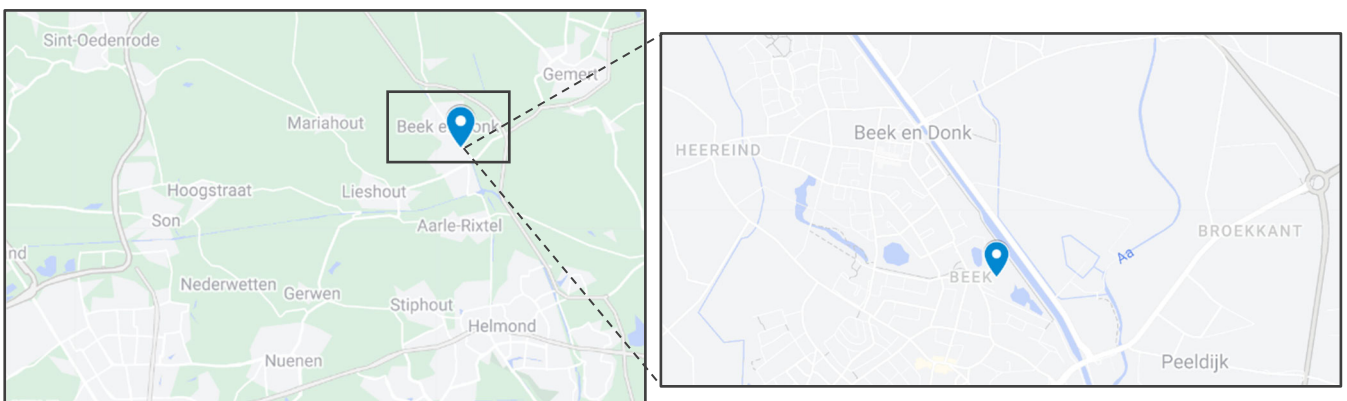 Sint-Oedenrode
Gemert
Mariahout
Beek en Donk
Hoogstraat
Lieshout
Son
Aarle-Rixtel
nd
Nederwetten
Gerwen
Stiphout
Helmond
Nuenen
Beek en Donk
HEEREIND
BROEKKANT
Aa
BEEK
Peeldijk